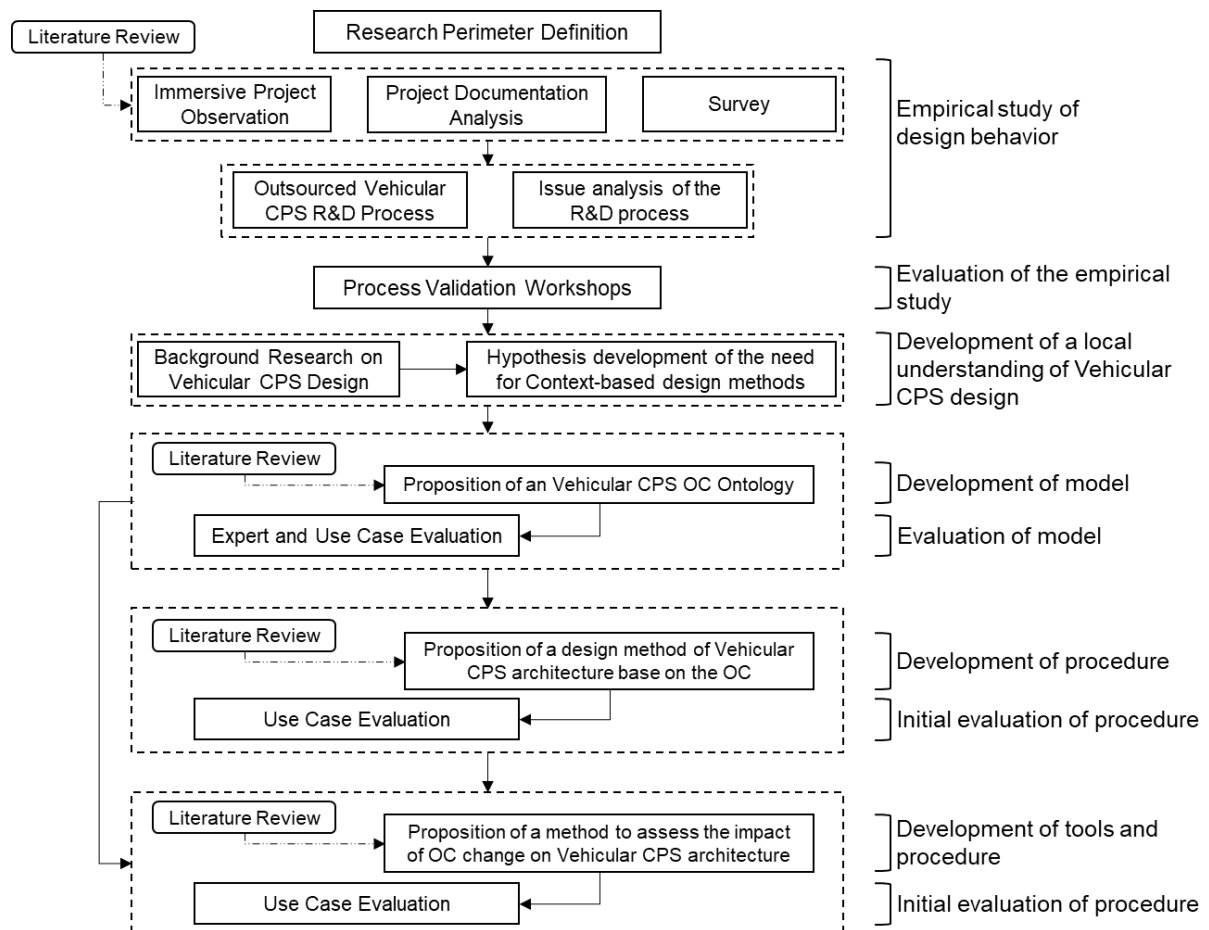 Literature Review
Research Perimeter Definition
Immersive Project
Observation
Project Documentation
Analysis
Survey
Empirical study of
design behavior
Outsourced Vehicular
CPS R&D Process
Issue analysis of the
R&D process
Process Validation Workshops
Evaluation of the empirical
study
Background Research on
Vehicular CPS Design
Hypothesis development of the need
for Context-based design methods
Development of a local
understanding of Vehicular
CPS design
Literature Review
Proposition of an Vehicular CPS OC Ontology
Development of model
Expert and Use Case Evaluation
Evaluation of model
Literature Review
Proposition of a design method of Vehicular
CPS architecture base on the OC
Development of procedure
Use Case Evaluation
Initial evaluation of procedure
Literature Review
Proposition of a method to assess the impact
of OC change on Vehicular CPS architecture
Development of tools and
procedure
Use Case Evaluation
Initial evaluation of procedure